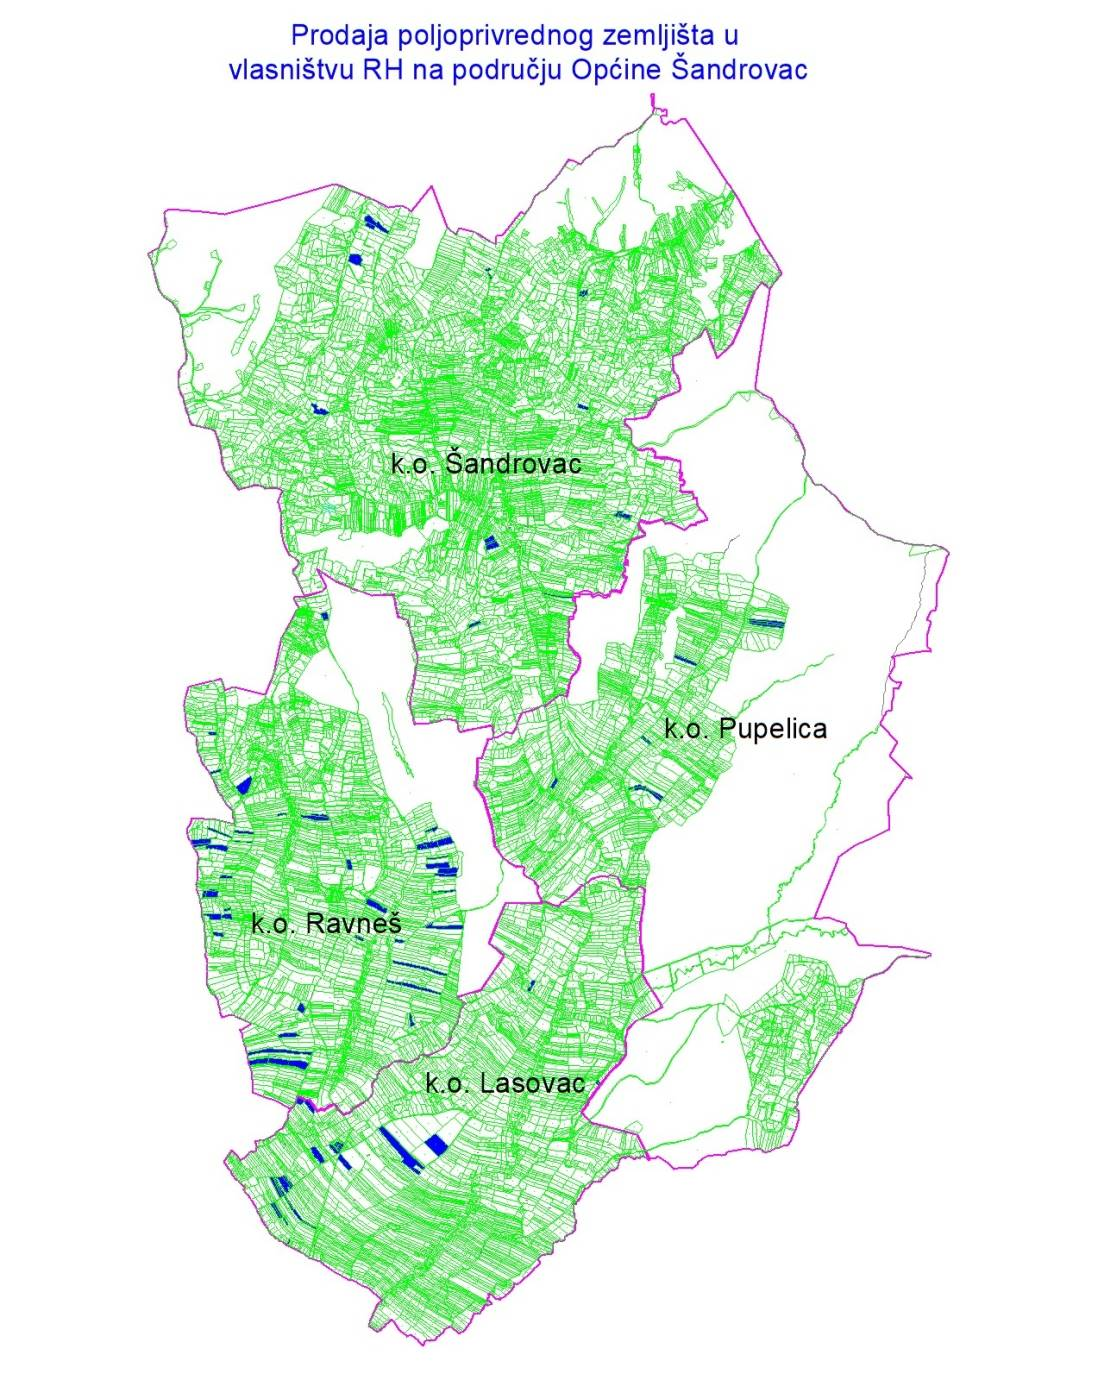 Prodaja poljoprivrednog zemljišta u
vlasništvu RH na području Općine Šandrovac
k.o. Šandrovac
k.o. Pupelica
k.o. Ravneš
k.o. Lasovac